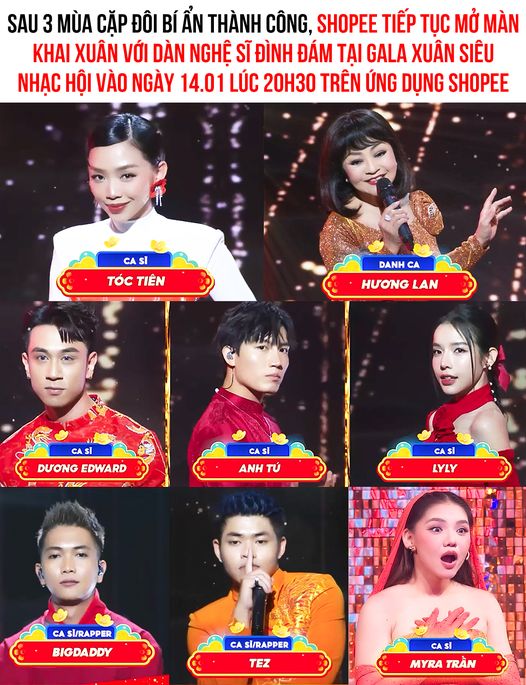 SAU 3 MÙA CẶP ĐÔI BÍ ẨN THÀNH CÔNG, SHOPEE TIẾP TỤC MỞ MÀN
KHAI XUÂN VỚI DÀN NGHỆ SĨ ĐÌNH ĐÁM TẠI GALA XUÂN SIÊU
NHẠC HỘI VÀO NGÀY 14.01 LÚC 20H30 TRÊN ỨNG DỤNG SHOPEE
CA SĨ
TÓC TIÊN
DANH CA
HƯƠNG LAN
CA SĨ
DƯƠNG EDWARD
CA SĨ
ANH TÚ
CA SĨ
LYLY
CA SĨ/RAPPER
BIGDADDY
CA SĨ/RAPPER
TEZ
CA SĨ
MYRA TRẦN